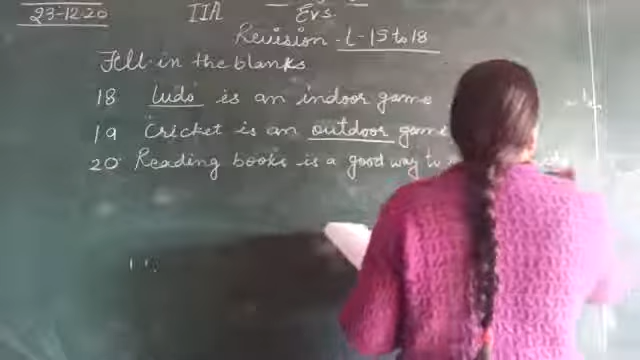 23-12-20 IIA Evs
Revision - L-15 to 18
Fill in the blanks
18 Ludo is an indoor game
19 Cricket is an outdoor game
20. Reading books is a good way to